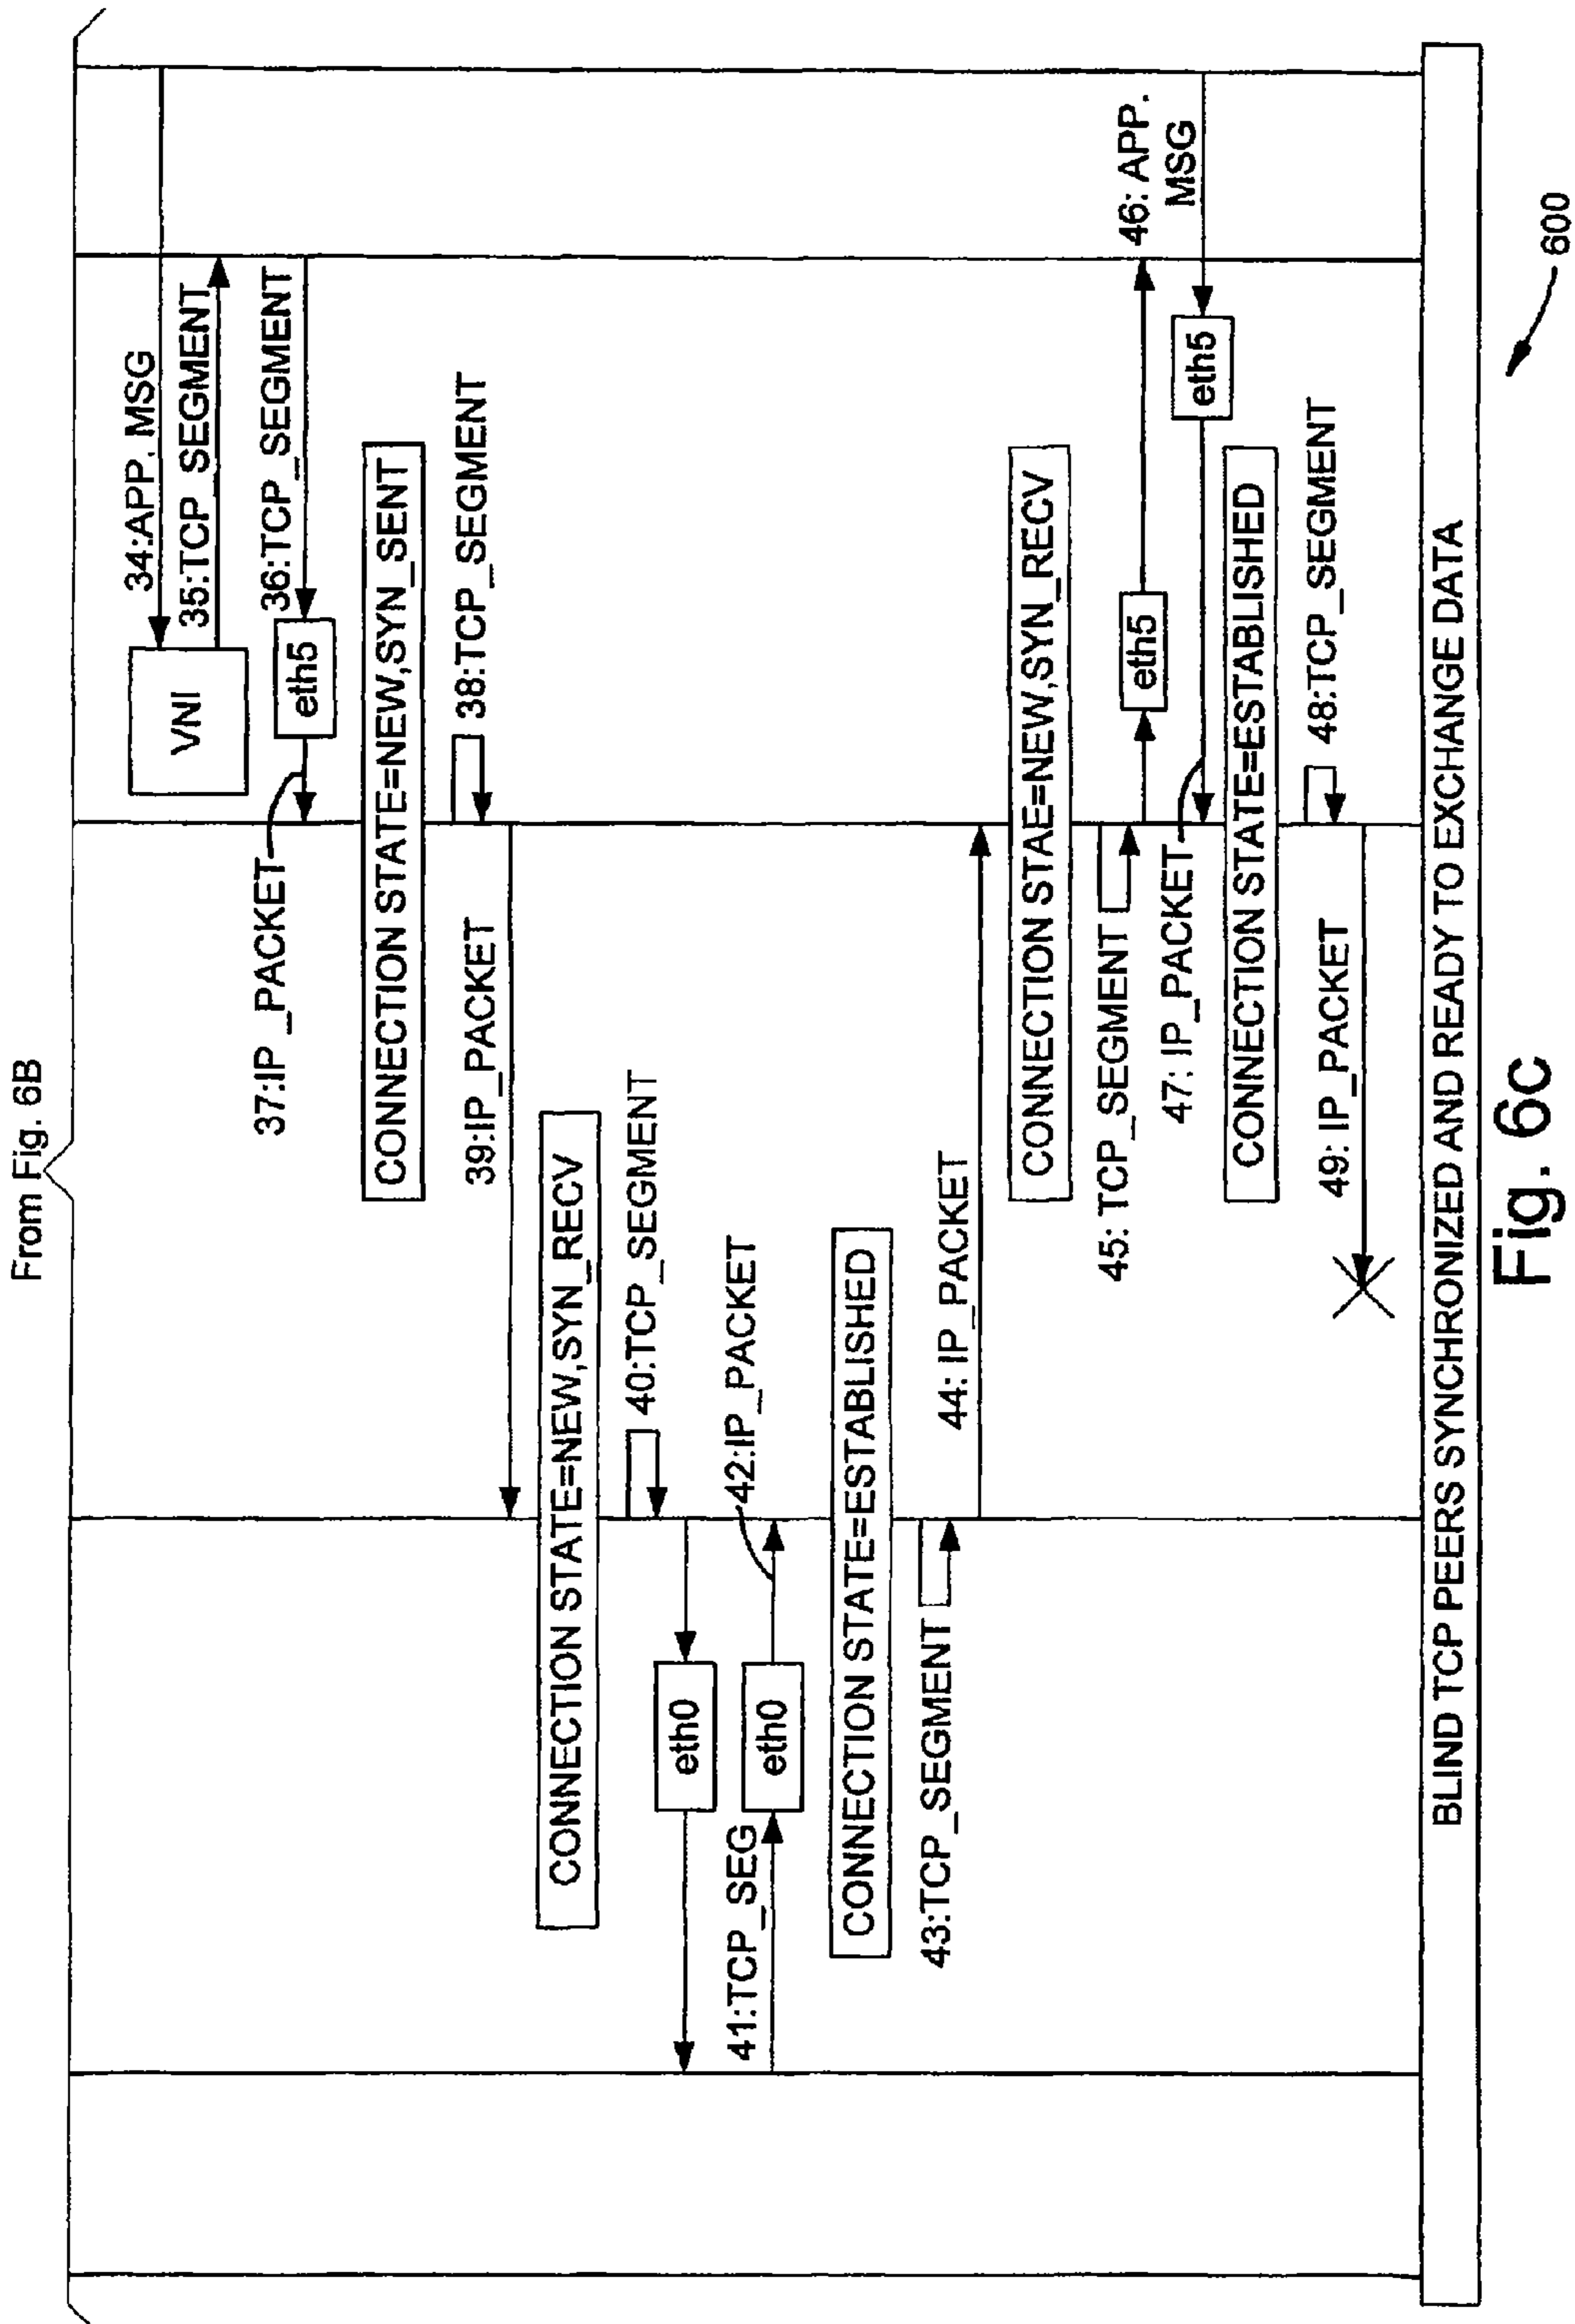 From Fig. 6B
34:APP. MSG
VNI
35:TCP_SEGMENT
36:TCP_SEGMENT
eth5
37:IP_PACKET
CONNECTION STATE=NEW,SYN_SENT
38:TCP_SEGMENT
39:IP_PACKET
CONNECTION STATE=NEW,SYN_RECV
40:TCP_SEGMENT
eth0
41:TCP_SEG
eth0
42:IP_PACKET
CONNECTION STATE=ESTABLISHED
43:TCP_SEGMENT
44: IP_PACKET
CONNECTION STAE=NEW,SYN_RECV
45: TCP_SEGMENT
eth5
46: APP.
MSG
eth5
47: IP_PACKET
CONNECTION STATE=ESTABLISHED
48:TCP_SEGMENT
49: IP_PACKET
BLIND TCP PEERS SYNCHRONIZED AND READY TO EXCHANGE DATA
600
Fig. 6c